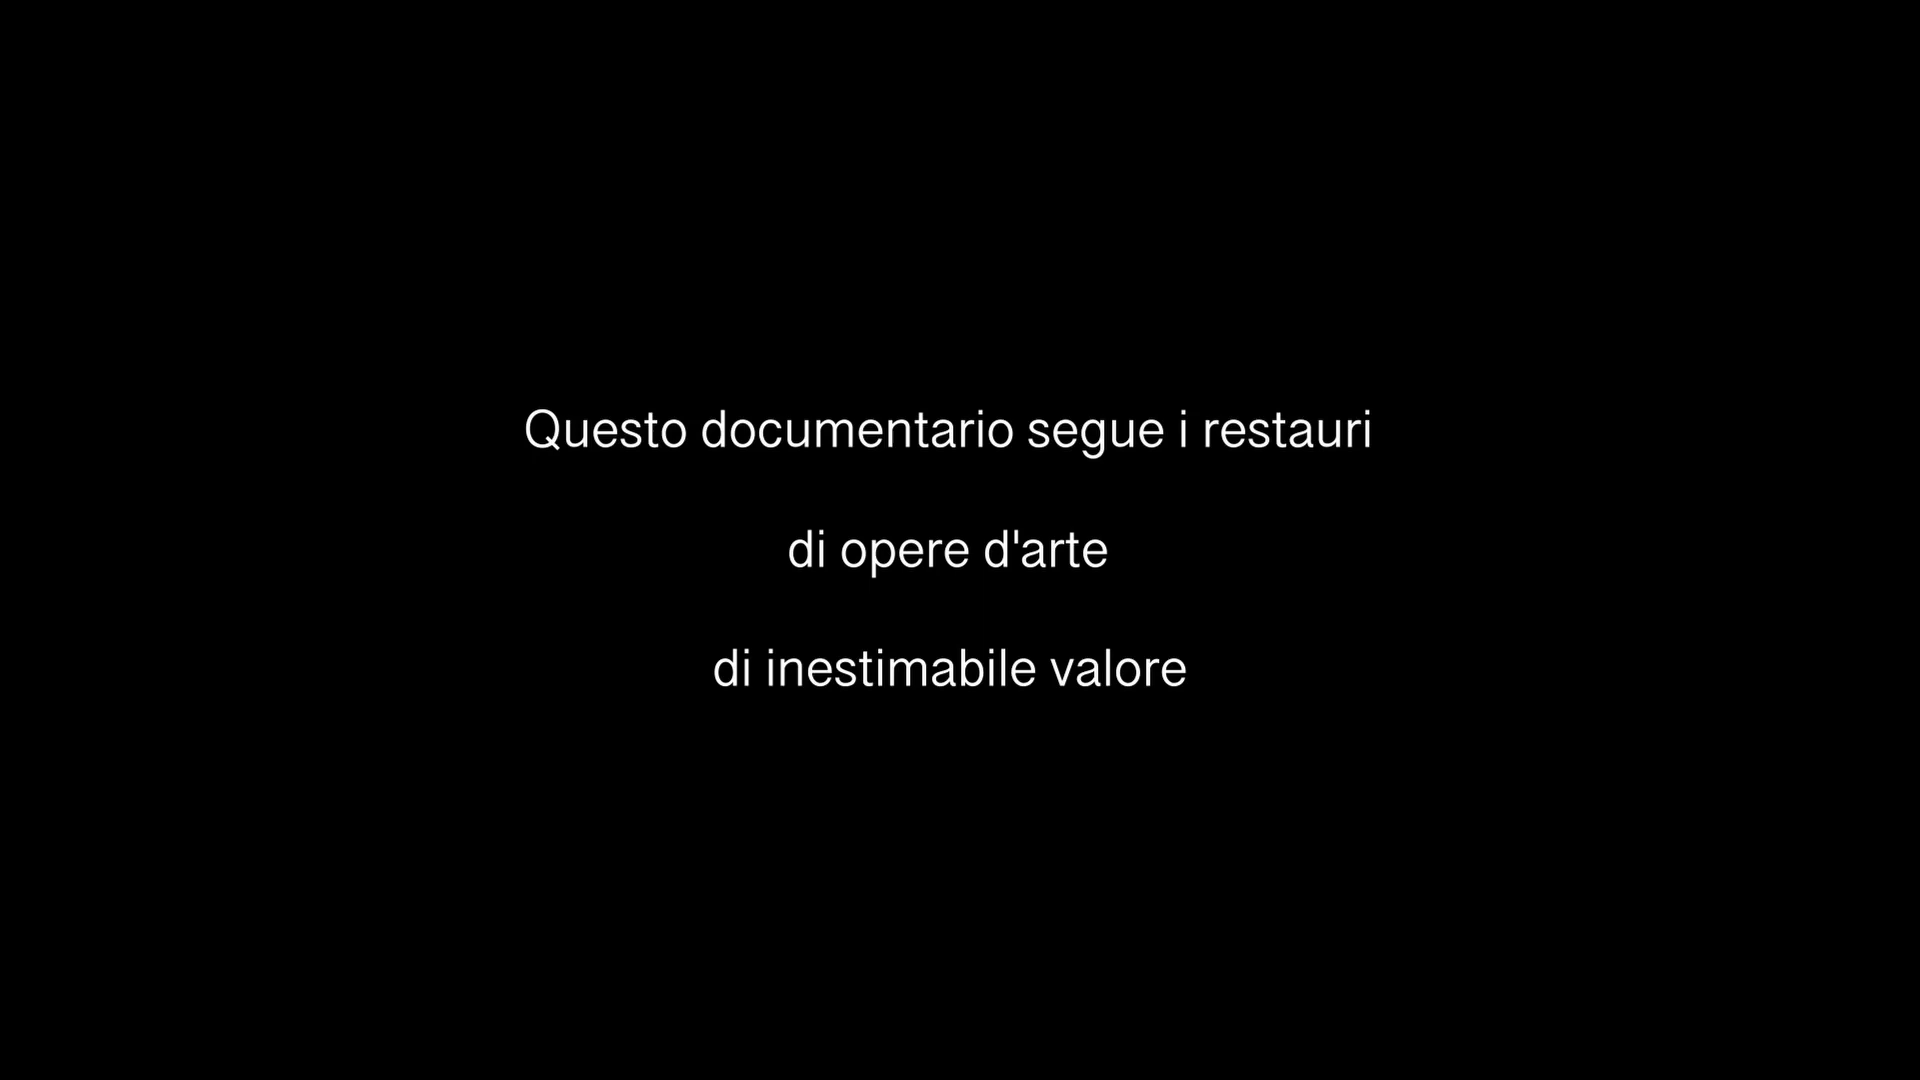 Questo documentario segue i restauri
di opere d'arte
di inestimabile valore